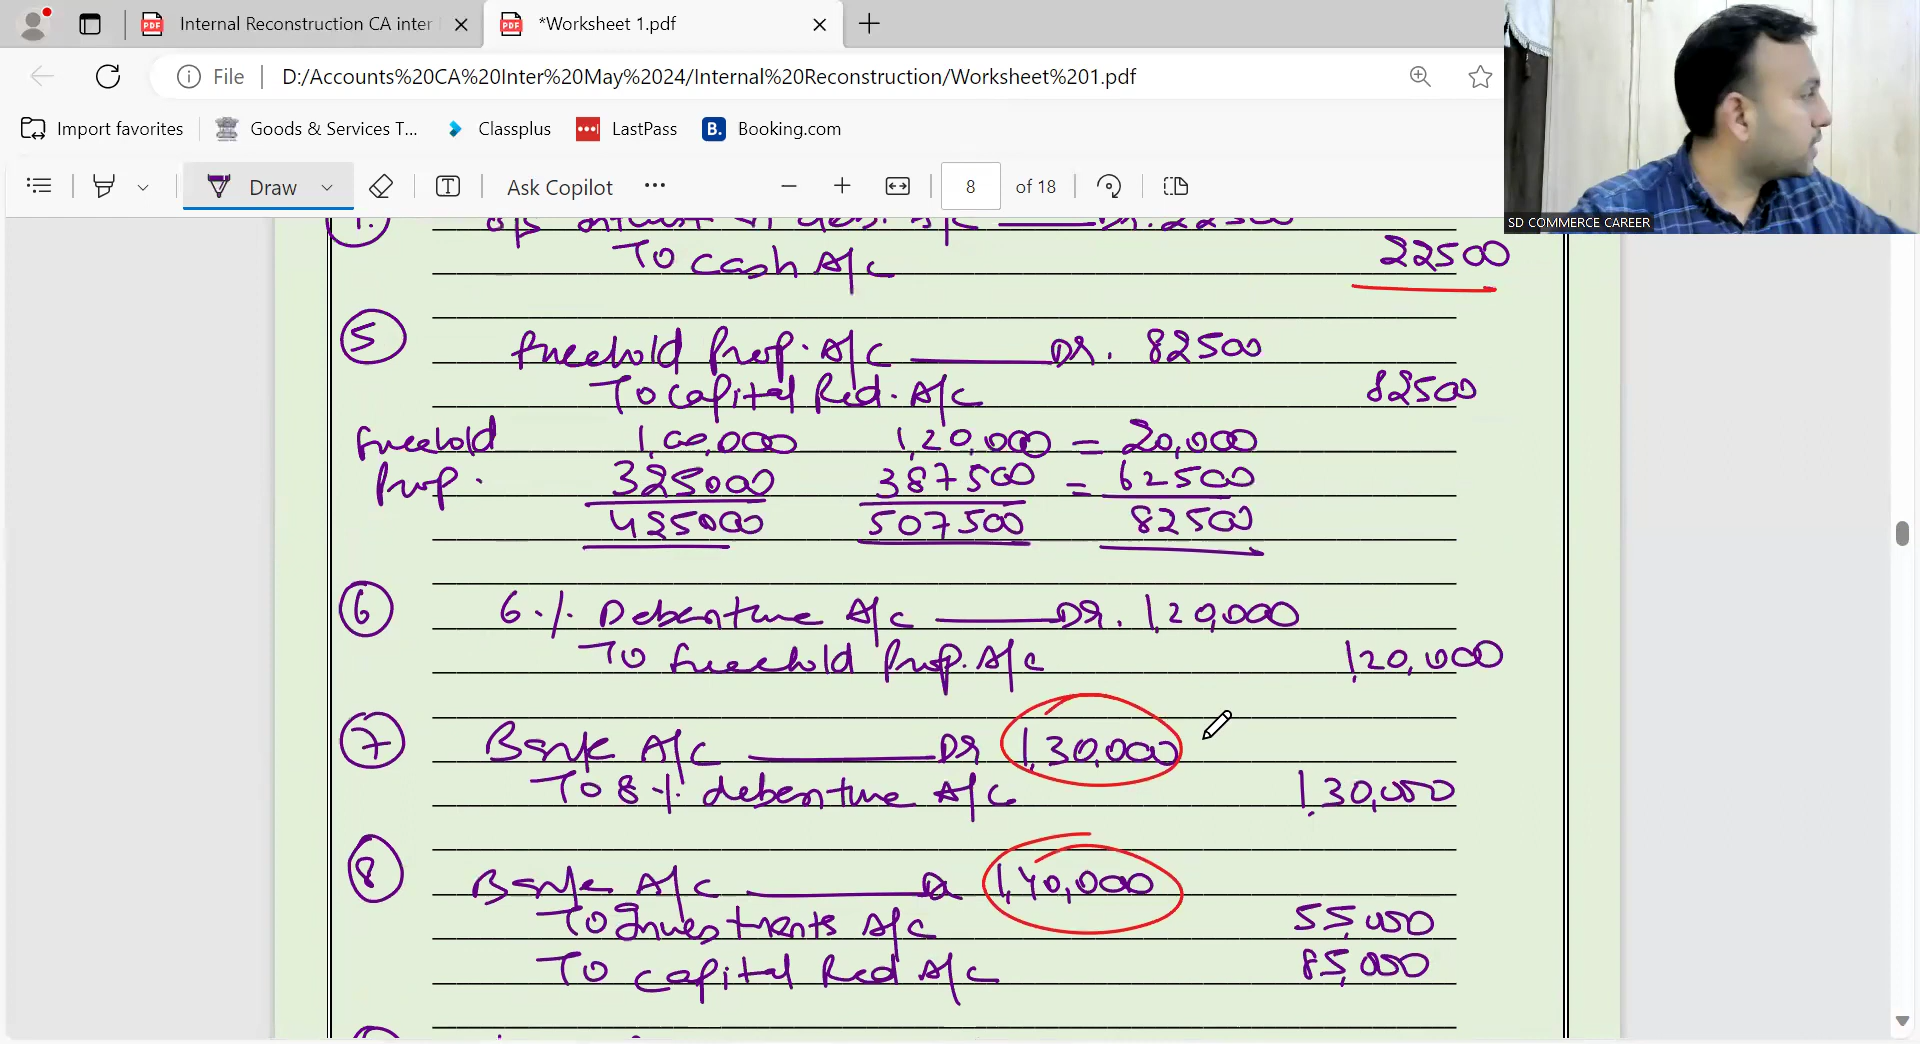 Internal Reconstruction CA inter
*Worksheet 1.pdf
File
D:/Accounts%20CA%20Inter%20May%2024/Internal%20Reconstruction/Worksheet%201.pdf
Import favorites
Goods & Services T...
Classplus
LastPass
B. Booking.com
Draw
Ask Copilot
8 of 18
SD COMMERCE CAREER
To cash A/c 22500
5 freehold Prop. A/c Dr. 82500
To capital Red. A/c 82500
freehold 1,00,000 1,20,000 = 20,000
Prop. 325000 387500 = 62500
425000 507500 82500
6 6% Debenture A/c Dr. 1,20,000
To freehold Prop. A/c 1,20,000
7 Bank A/c Dr 1,30,000
To 8% debenture A/c 1,30,000
8 Bank A/c D 1,40,000
To Investments A/c 55,000
To capital Red A/c 85,000